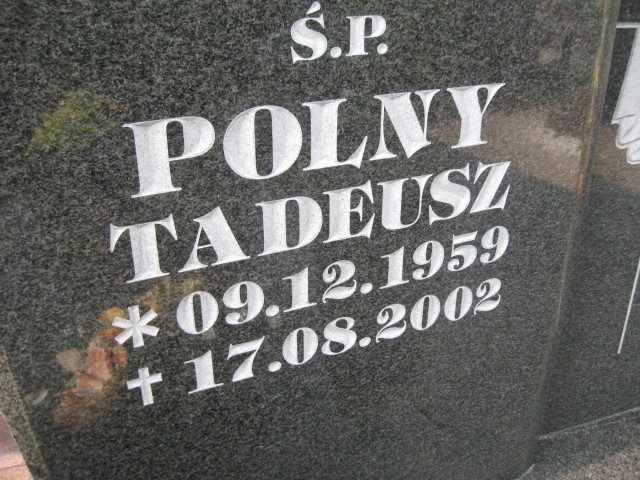 Ś.P.
POLNY
TADEUSZ
* 09.12.1959
✝ 17.08.2002